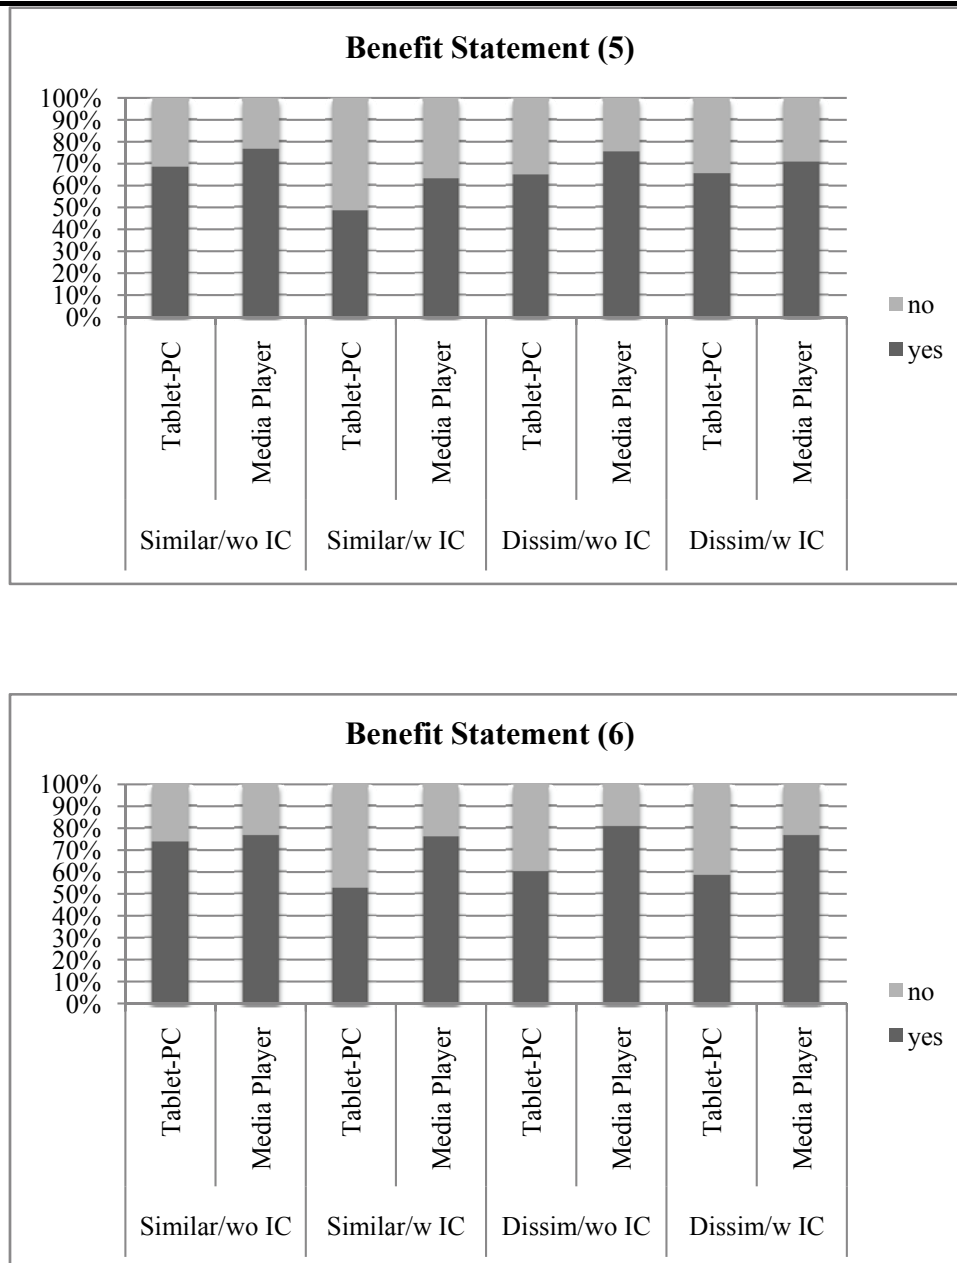 Benefit Statement (5)
100%
90%
80%
70%
60%
50%
40%
30%
20%
10%
0%
no
yes
Tablet-PC
Media Player
Tablet-PC
Media Player
Tablet-PC
Media Player
Tablet-PC
Media Player
Similar/wo IC
Similar/w IC
Dissim/wo IC
Dissim/w IC
Benefit Statement (6)
100%
90%
80%
70%
60%
50%
40%
30%
20%
10%
0%
no
yes
Tablet-PC
Media Player
Tablet-PC
Media Player
Tablet-PC
Media Player
Tablet-PC
Media Player
Similar/wo IC
Similar/w IC
Dissim/wo IC
Dissim/w IC